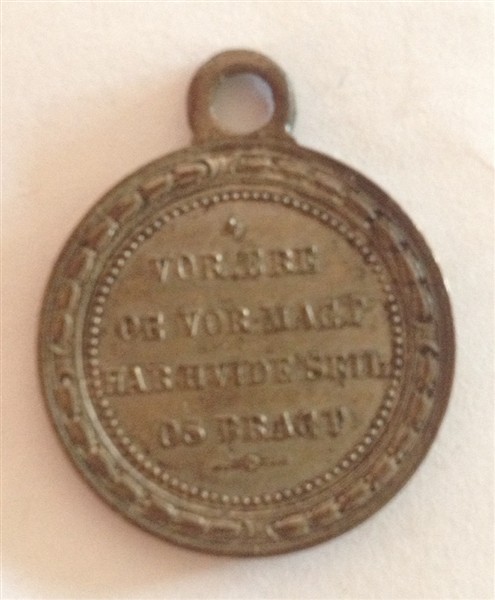 VOR ÆRE
OG VOR MAGT
HAR HVIDE SEIL
OS BRAGT